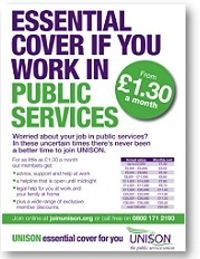 ESSENTIAL
COVER IF YOU
WORK IN
PUBLIC
SERVICES
From
£1.30
a month
Worried about your job in public services?
In these uncertain times there's never been
a better time to join UNISON.
For as little as £1.30 a month
our members get:
• advice, support and help at work
• a helpline that is open until midnight
• legal help for you at work and
your family at home
• plus a wide range of exclusive
member discounts
Join online at joinunison.org or call free on 0800 171 2193
UNISON essential cover for you
UNISON
the public service union